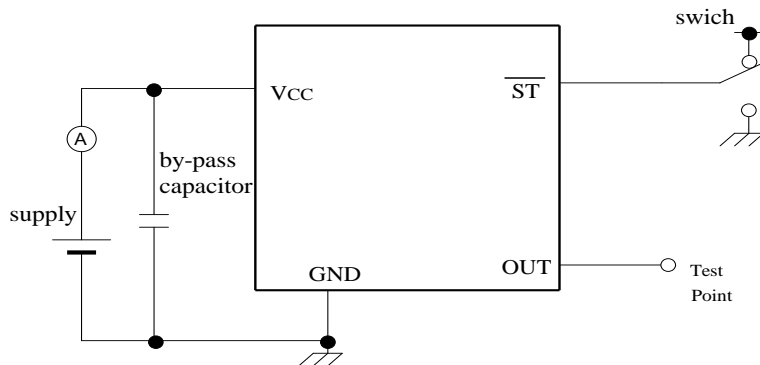 swich
VCC
ST
A
by-pass
capacitor
supply
GND
OUT
Test
Point